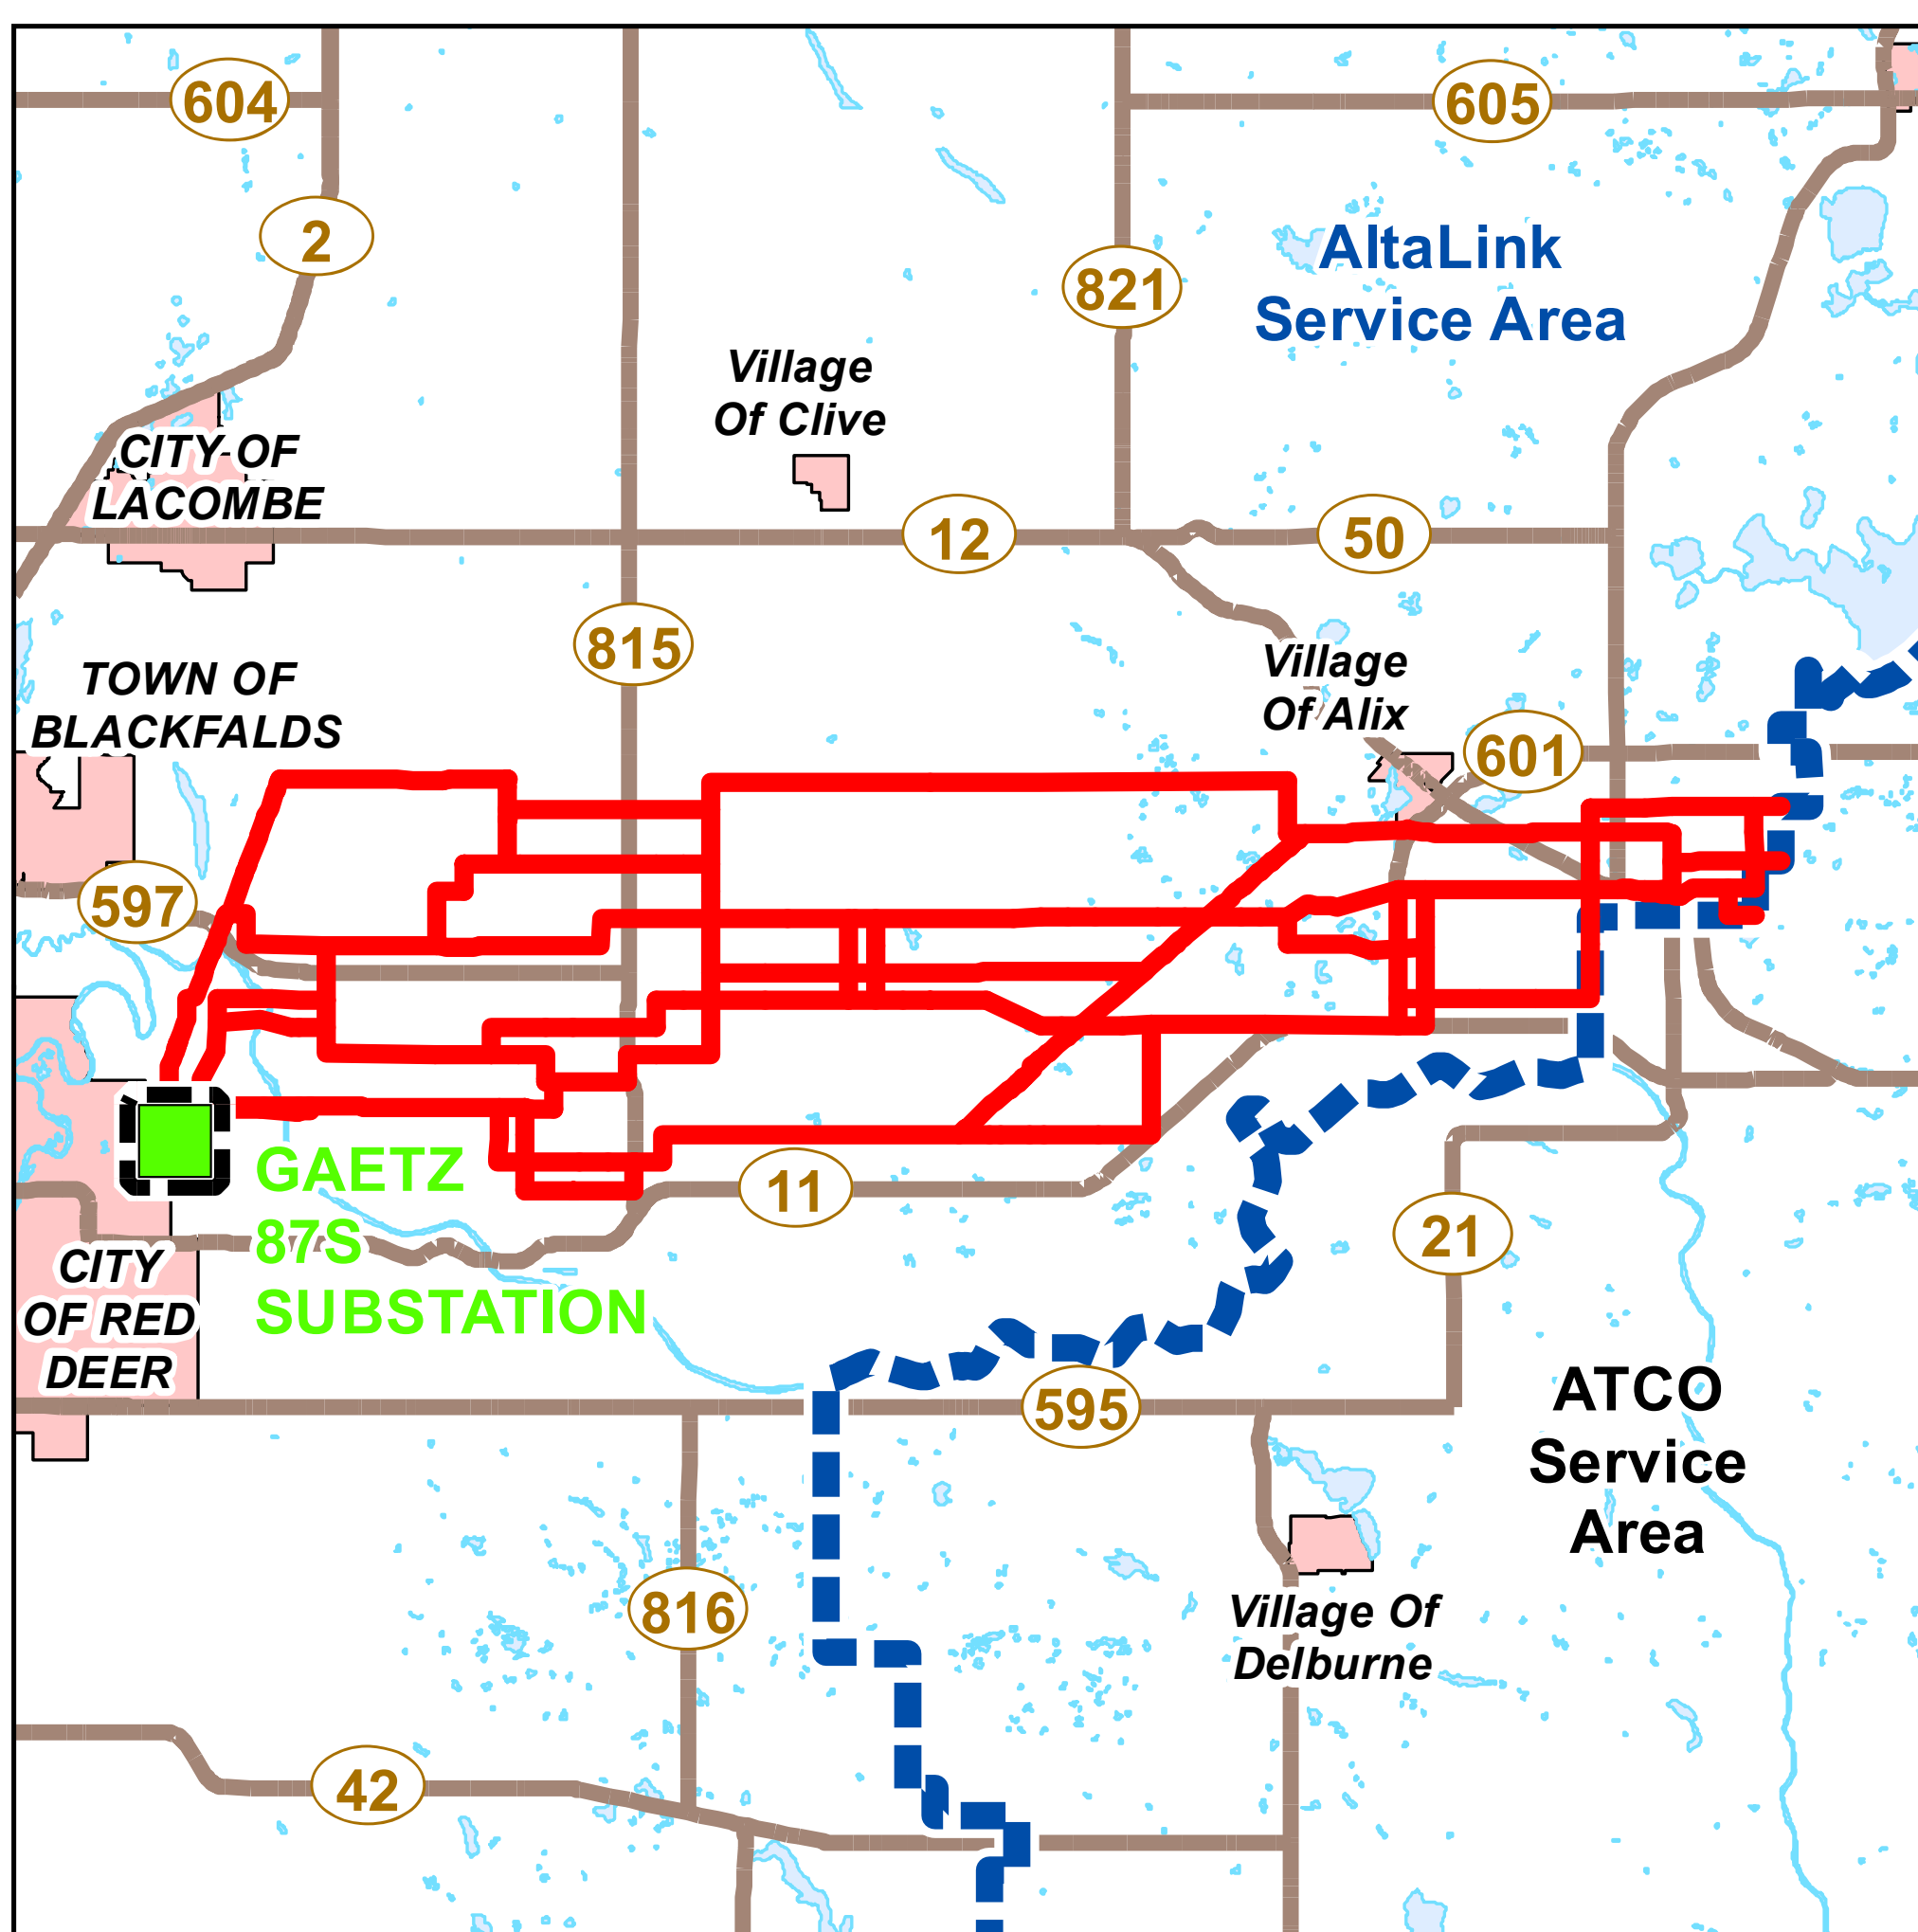 604
605
2
821
AltaLink
Service Area
Village
Of Clive
CITY OF
LACOMBE
12
50
815
Village
Of Alix
TOWN OF
BLACKFALDS
601
597
GAETZ
87S
SUBSTATION
11
21
CITY
OF RED
DEER
595
ATCO
Service
Area
816
Village Of
Delburne
42